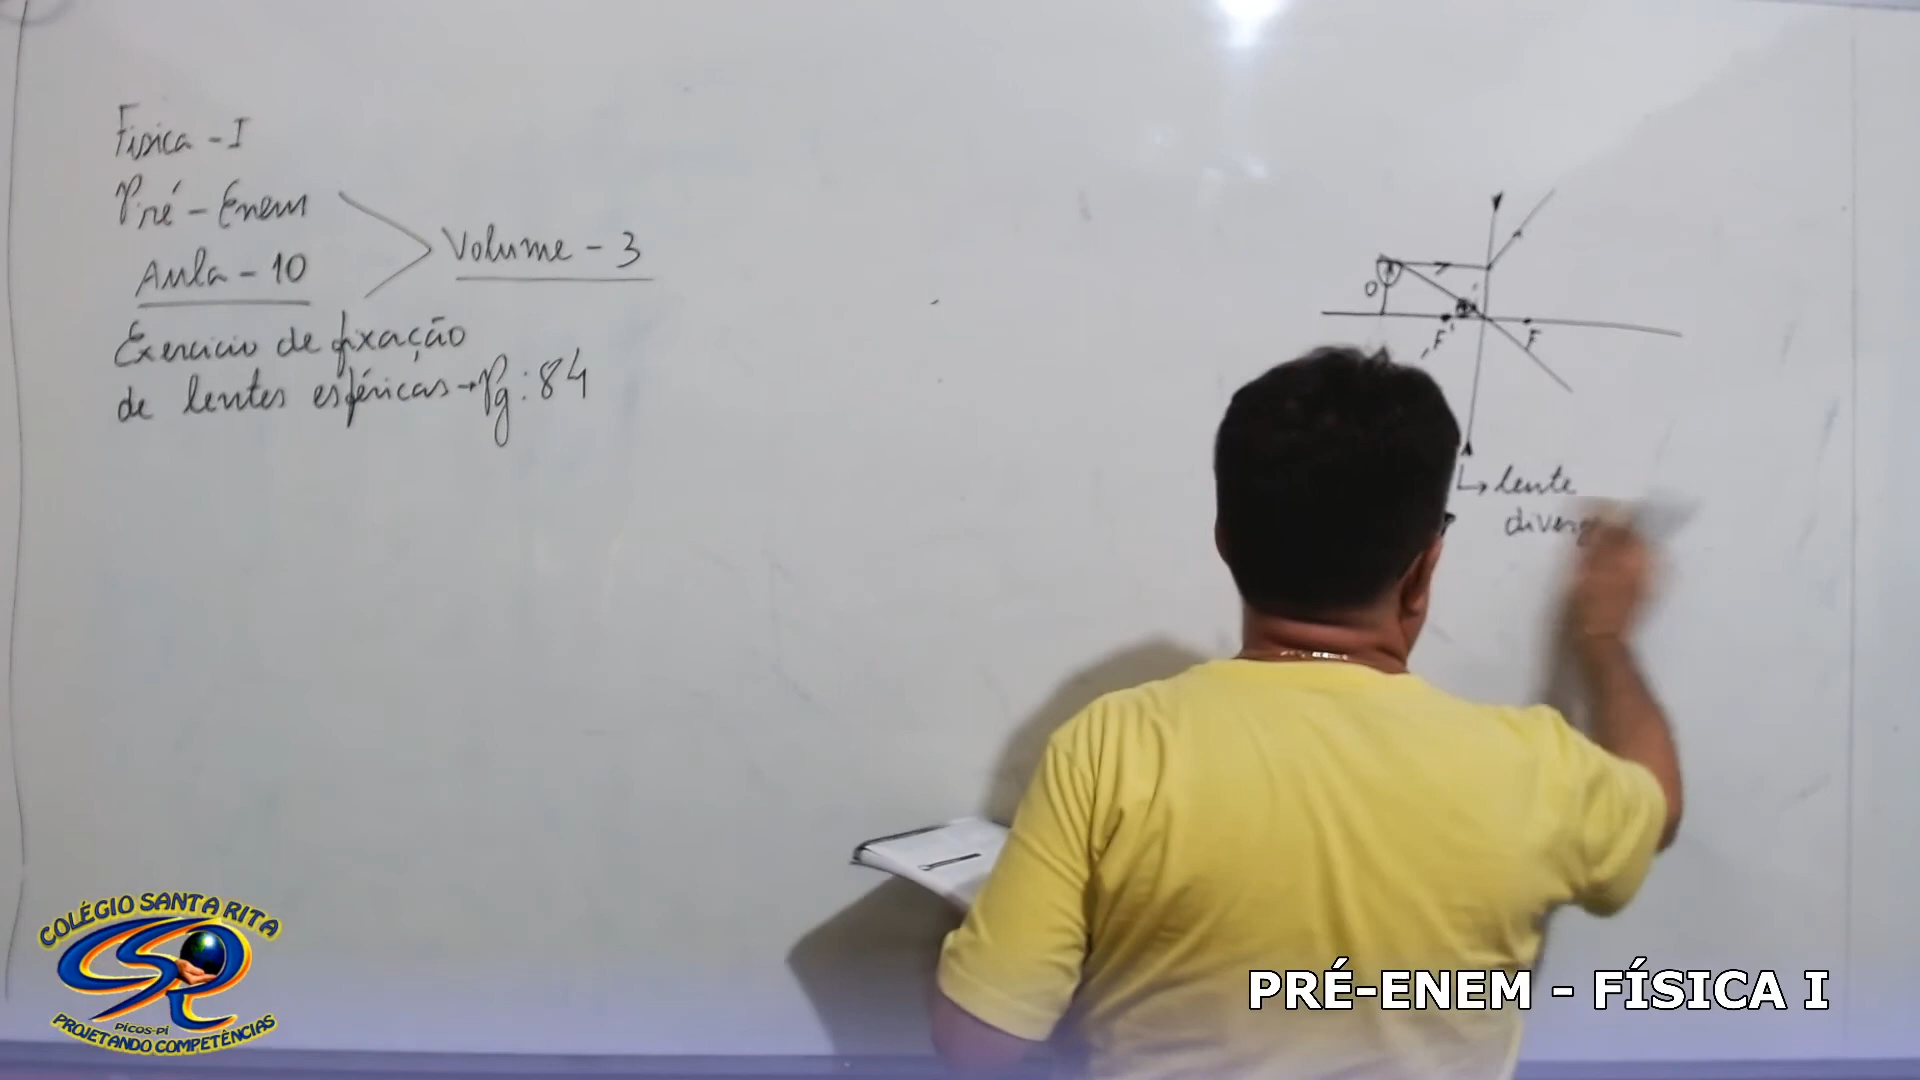 Física - I
Pré - Enem
Aula - 10
Volume - 3
Exercício de fixação
de lentes esféricas → Pg: 84
O
F'
F
lente
COLÉGIO SANTA RITA
PICOS-PI
PROJETANDO COMPETÊNCIAS
PRÉ-ENEM - FÍSICA I